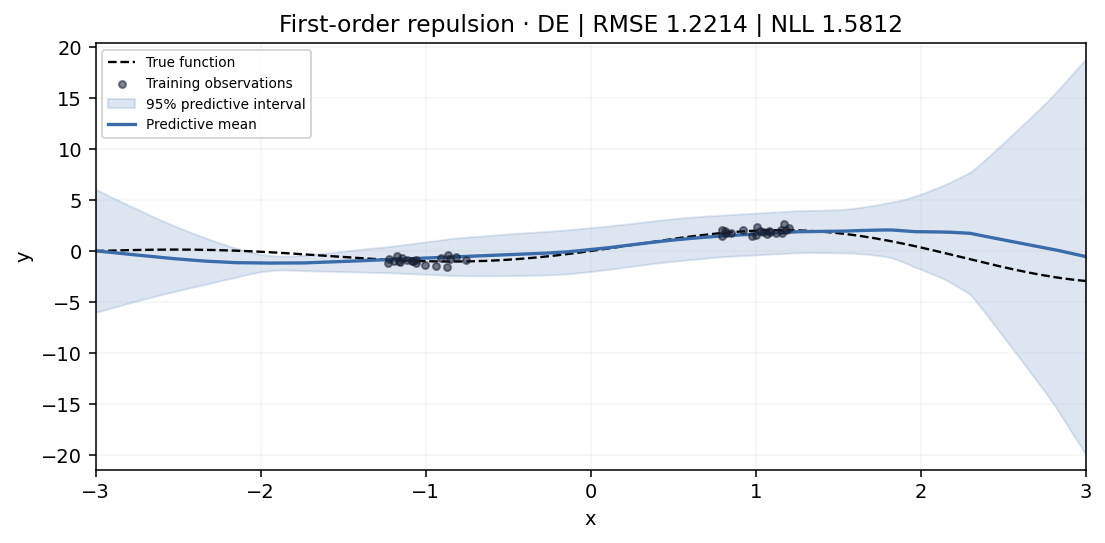 First-order repulsion · DE | RMSE 1.2214 | NLL 1.5812
True function
Training observations
95% predictive interval
Predictive mean
y
20
15
10
5
0
−5
−10
−15
−20
−3
−2
−1
0
1
2
3
x